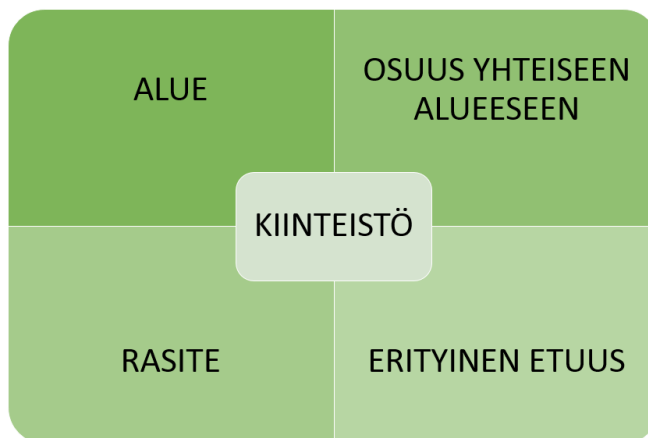 ALUE
OSUUS YHTEISEEN
ALUEESEEN
KIINTEISTÖ
RASITE
ERITYINEN ETUUS